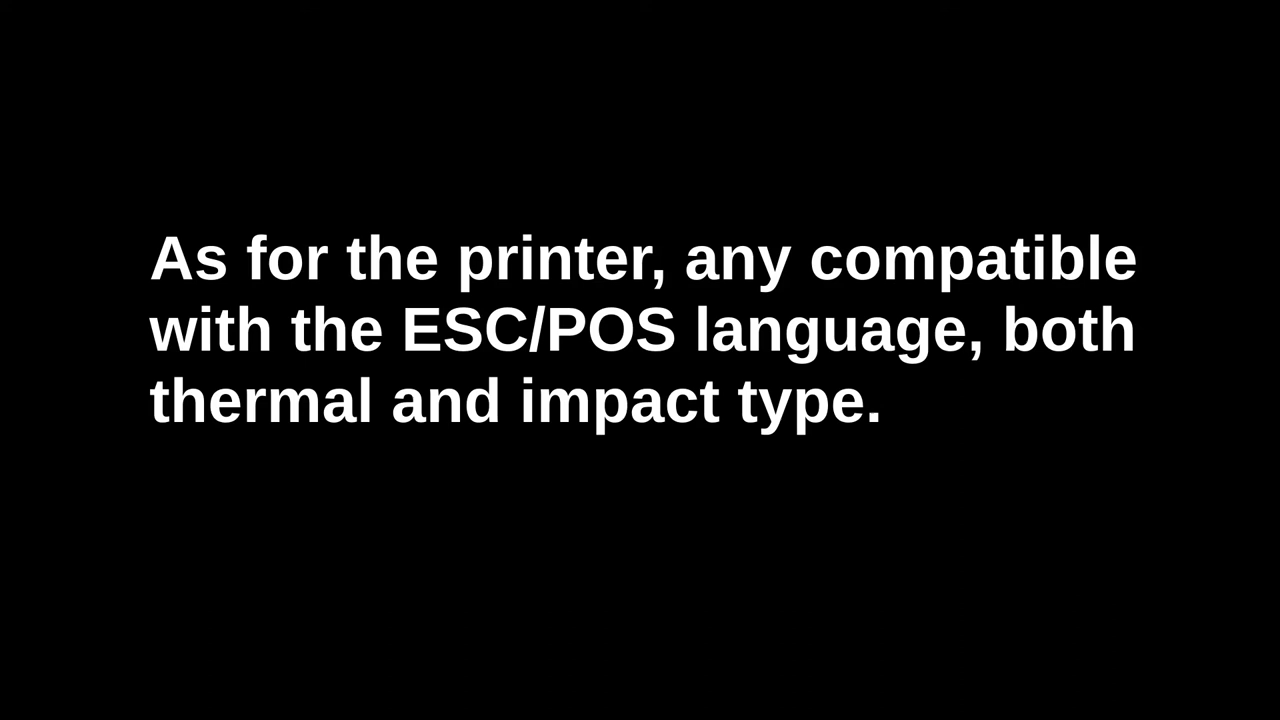 As for the printer, any compatible
with the ESC/POS language, both
thermal and impact type.